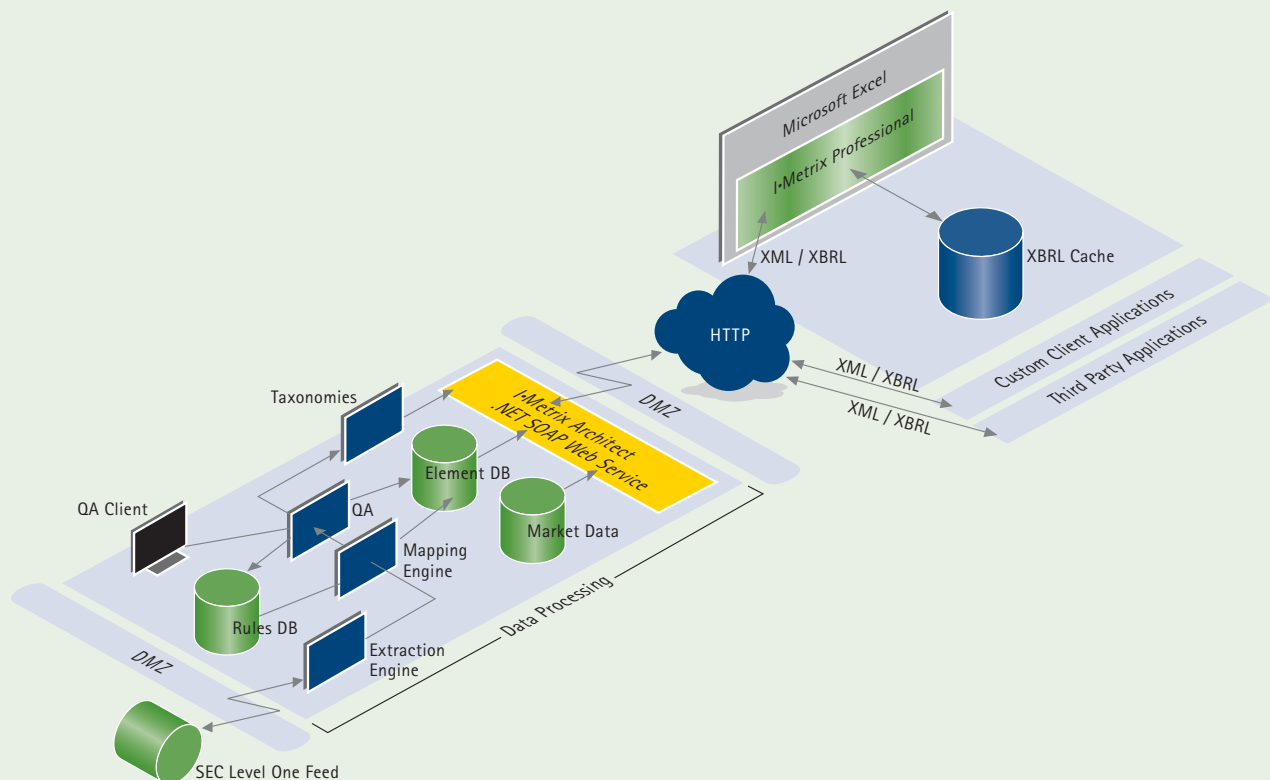 Microsoft Excel
I•Metrix Professional
XML / XBRL
XBRL Cache
HTTP
Custom Client Applications
Third Party Applications
XML / XBRL
XML / XBRL
DMZ
Taxonomies
I•Metrix Architect
.NET SOAP Web Service
Element DB
QA Client
QA
Market Data
Mapping
Engine
Rules DB
Data Processing
Extraction
Engine
DMZ
SEC Level One Feed